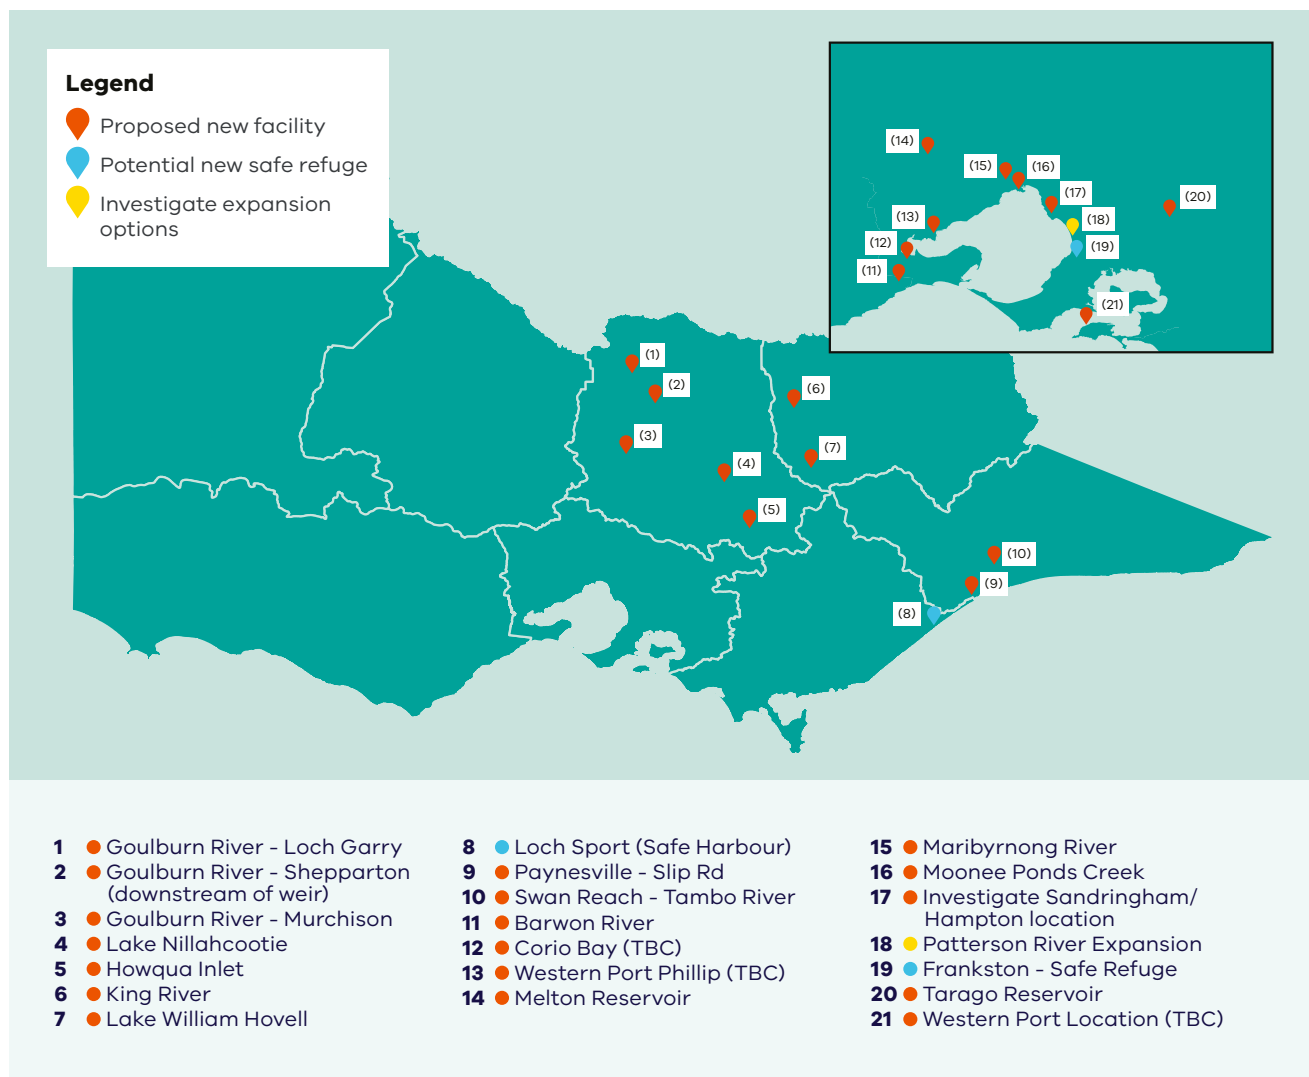 Legend
Proposed new facility
Potential new safe refuge
Investigate expansion
options
(14)
(15)
(16)
(17)
(20)
(13)
(18)
(12)
(19)
(11)
(21)
(1)
(2)
(6)
(3)
(7)
(4)
(5)
(10)
(9)
(8)
1 Goulburn River - Loch Garry
2 Goulburn River - Shepparton
(downstream of weir)
3 Goulburn River - Murchison
4 Lake Nillahcootie
5 Howqua Inlet
6 King River
7 Lake William Hovell
8 Loch Sport (Safe Harbour)
9 Paynesville - Slip Rd
10 Swan Reach - Tambo River
11 Barwon River
12 Corio Bay (TBC)
13 Western Port Phillip (TBC)
14 Melton Reservoir
15 Maribyrnong River
16 Moonee Ponds Creek
17 Investigate Sandringham/
Hampton location
18 Patterson River Expansion
19 Frankston - Safe Refuge
20 Tarago Reservoir
21 Western Port Location (TBC)